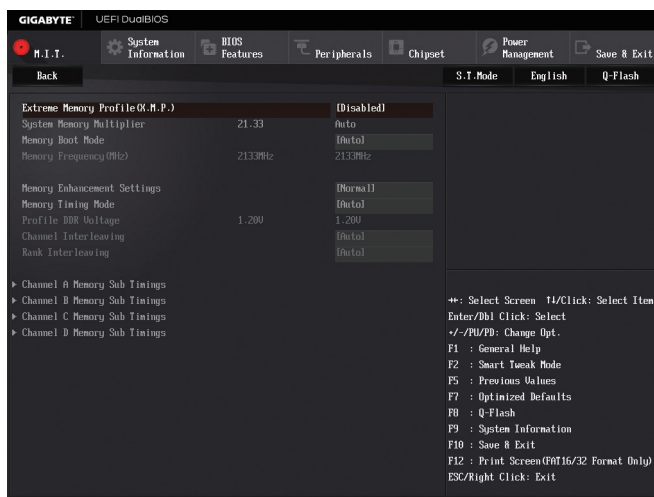 GIGABYTE™ UEFI DualBIOS
M.I.T. System Information BIOS Features Peripherals Chipset Power Management Save & Exit
Back S.T.Mode English Q-Flash
Extreme Memory Profile(X.M.P.) [Disabled]
System Memory Multiplier 21.33 Auto
Memory Boot Mode [Auto]
Memory Frequency(MHz) 2133MHz 2133MHz
Memory Enhancement Settings [Normal]
Memory Timing Mode [Auto]
Profile DDR Voltage 1.20V 1.20V
Channel Interleaving [Auto]
Rank Interleaving [Auto]
Channel A Memory Sub Timings
Channel B Memory Sub Timings
Channel C Memory Sub Timings
Channel D Memory Sub Timings
→←: Select Screen ↑↓/Click: Select Item
Enter/Dbl Click: Select
+/-/PU/PD: Change Opt.
F1 : General Help
F2 : Smart Tweak Mode
F5 : Previous Values
F7 : Optimized Defaults
F8 : Q-Flash
F9 : System Information
F10 : Save & Exit
F12 : Print Screen(FAT16/32 Format Only)
ESC/Right Click: Exit